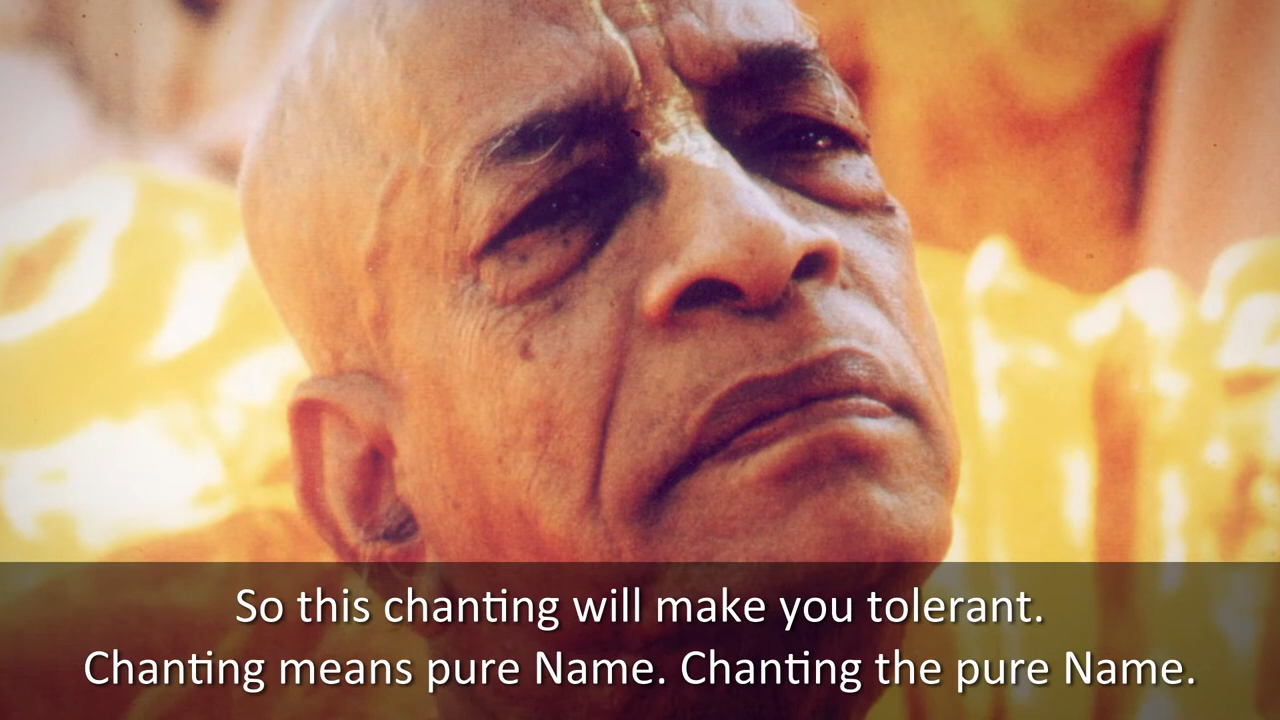 So this chanting will make you tolerant.
Chanting means pure Name. Chanting the pure Name.